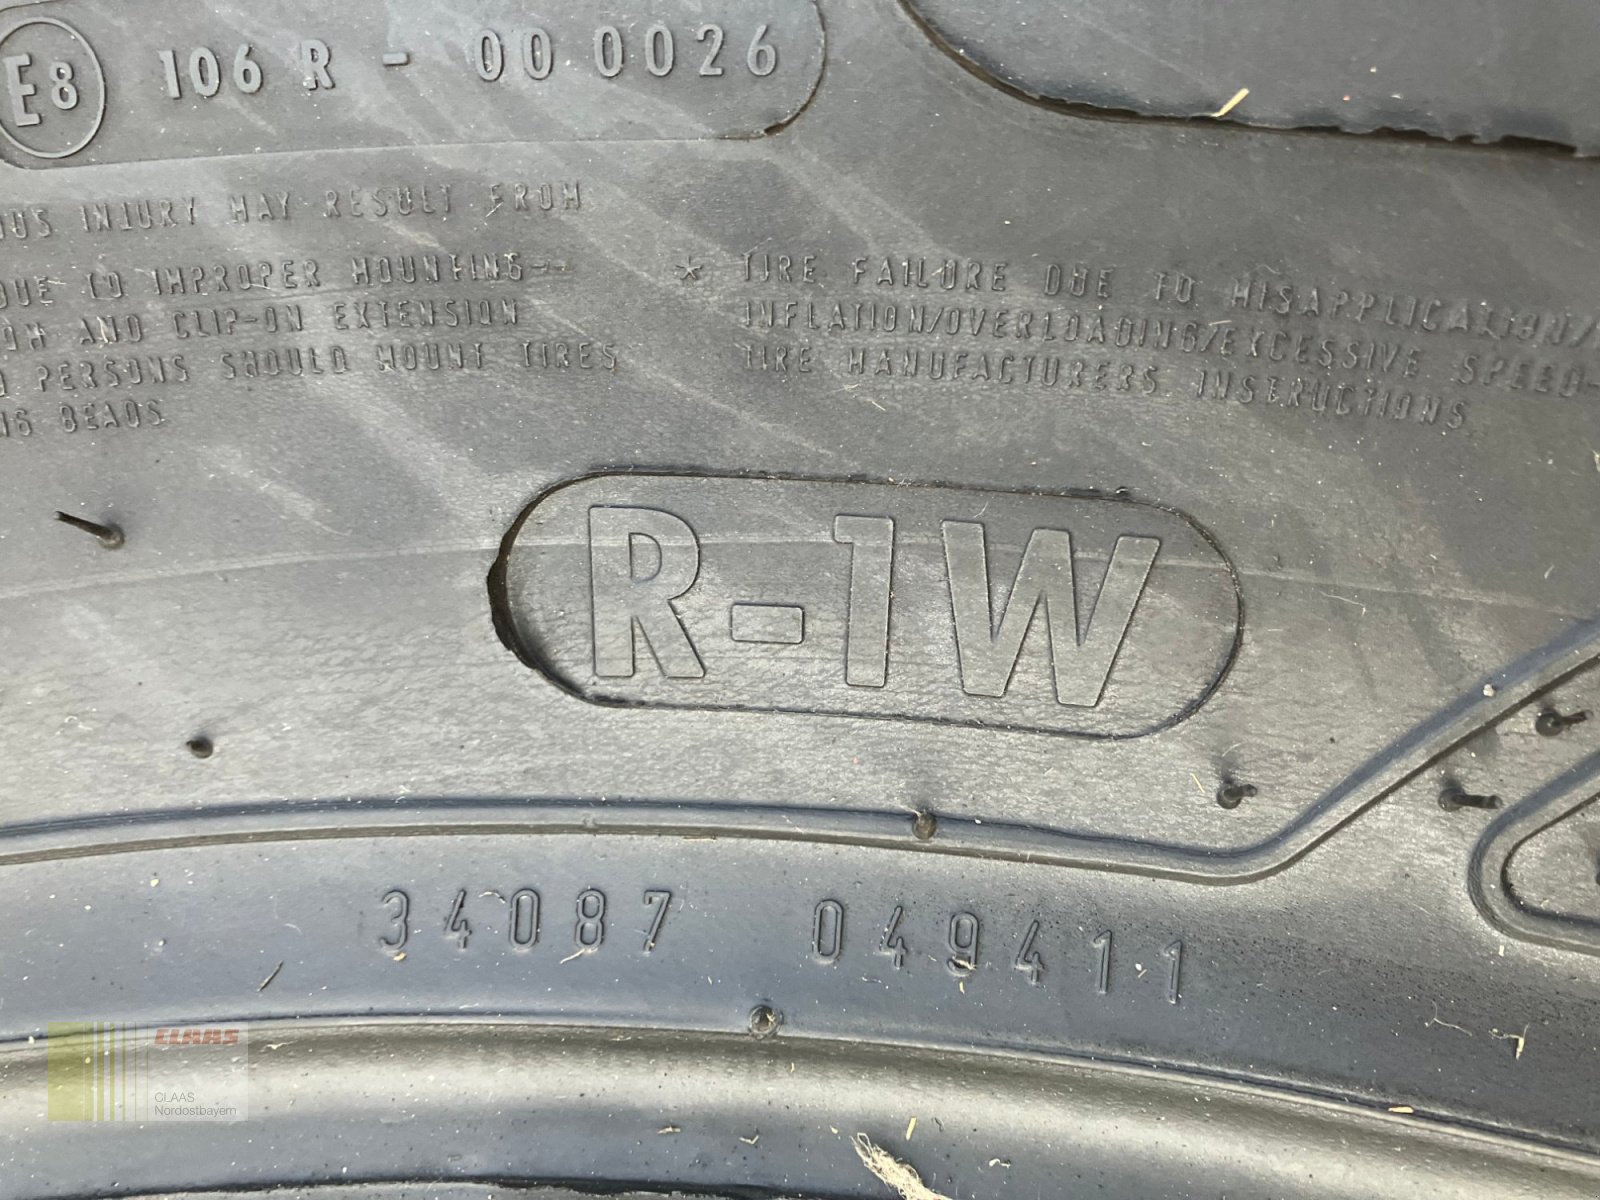 E8 106 R - 00 0026
INJURY MAY RESULT FROM
DUE TO IMPROPER MOUNTING--
AND CLIP-ON EXTENSION
PERSONS SHOULD MOUNT TIRES
BEADS
* TIRE FAILURE DUE TO MISAPPLICATION/
INFLATION/OVERLOADING/EXCESSIVE SPEED-
TIRE MANUFACTURERS INSTRUCTIONS.
R-1W
34087 049411
CLAAS
CLAAS
Nordostbayern